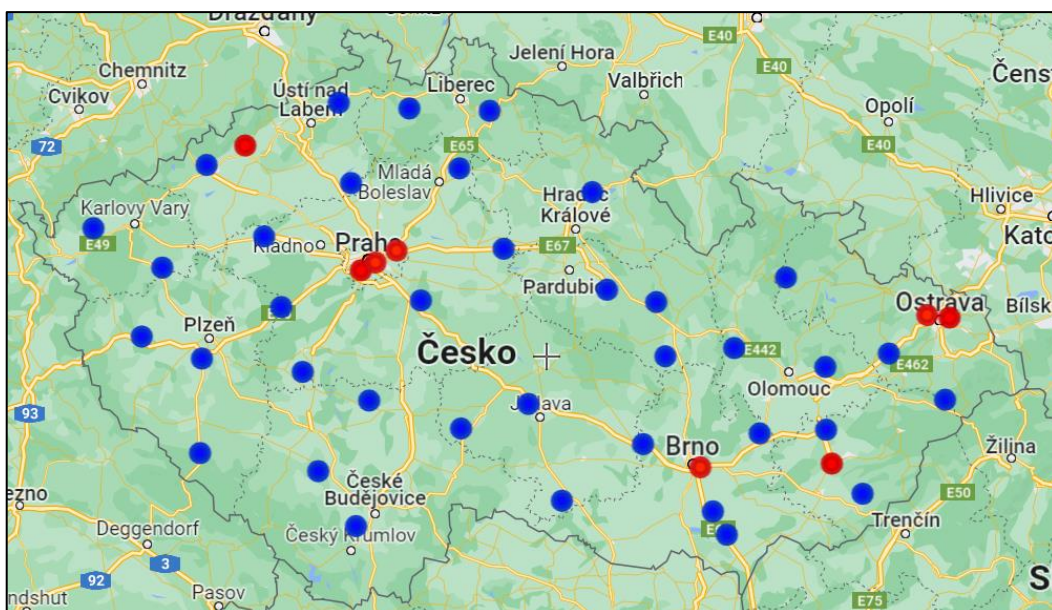 Drážďany
E40
Chemnitz
Cvikov
Jelení Hora
Valbřich
E40
Čenst
Ústí nad
Labem
Liberec
Opolí
72
E65
E40
Mladá
Boleslav
Karlovy Vary
Hradec
Králové
Hlivice
Kato
E49
Kladno
Praha
E67
Pardubic
Ostrava
Bílsk
Plzeň
Česko
E442
E462
Olomouc
93
Jihlava
Brno
Žilina
ezno
České
Budějovice
E50
Deggendorf
Český Krumlov
Trenčín
3
92
Pasov
ndshut
E75
S